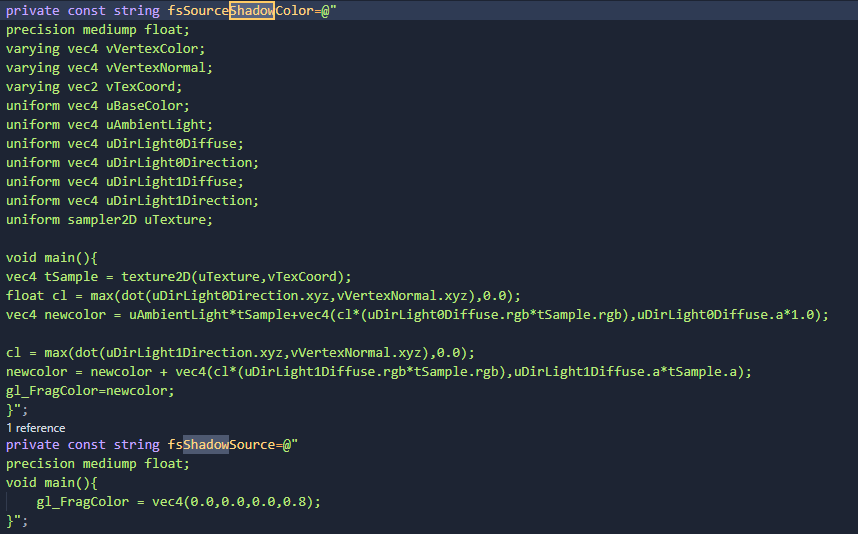 private const string fsSourceShadowColor=@"
precision mediump float;
varying vec4 vVertexColor;
varying vec4 vVertexNormal;
varying vec2 vTexCoord;
uniform vec4 uBaseColor;
uniform vec4 uAmbientLight;
uniform vec4 uDirLight0Diffuse;
uniform vec4 uDirLight0Direction;
uniform vec4 uDirLight1Diffuse;
uniform vec4 uDirLight1Direction;
uniform sampler2D uTexture;
void main(){
vec4 tSample = texture2D(uTexture,vTexCoord);
float cl = max(dot(uDirLight0Direction.xyz,vVertexNormal.xyz),0.0);
vec4 newcolor = uAmbientLight*tSample+vec4(cl*(uDirLight0Diffuse.rgb*tSample.rgb),uDirLight0Diffuse.a*1.0);
cl = max(dot(uDirLight1Direction.xyz,vVertexNormal.xyz),0.0);
newcolor = newcolor + vec4(cl*(uDirLight1Diffuse.rgb*tSample.rgb),uDirLight1Diffuse.a*tSample.a);
gl_FragColor=newcolor;
}";
1 reference
private const string fsShadowSource=@"
precision mediump float;
void main(){
    gl_FragColor = vec4(0.0,0.0,0.0,0.8);
}";